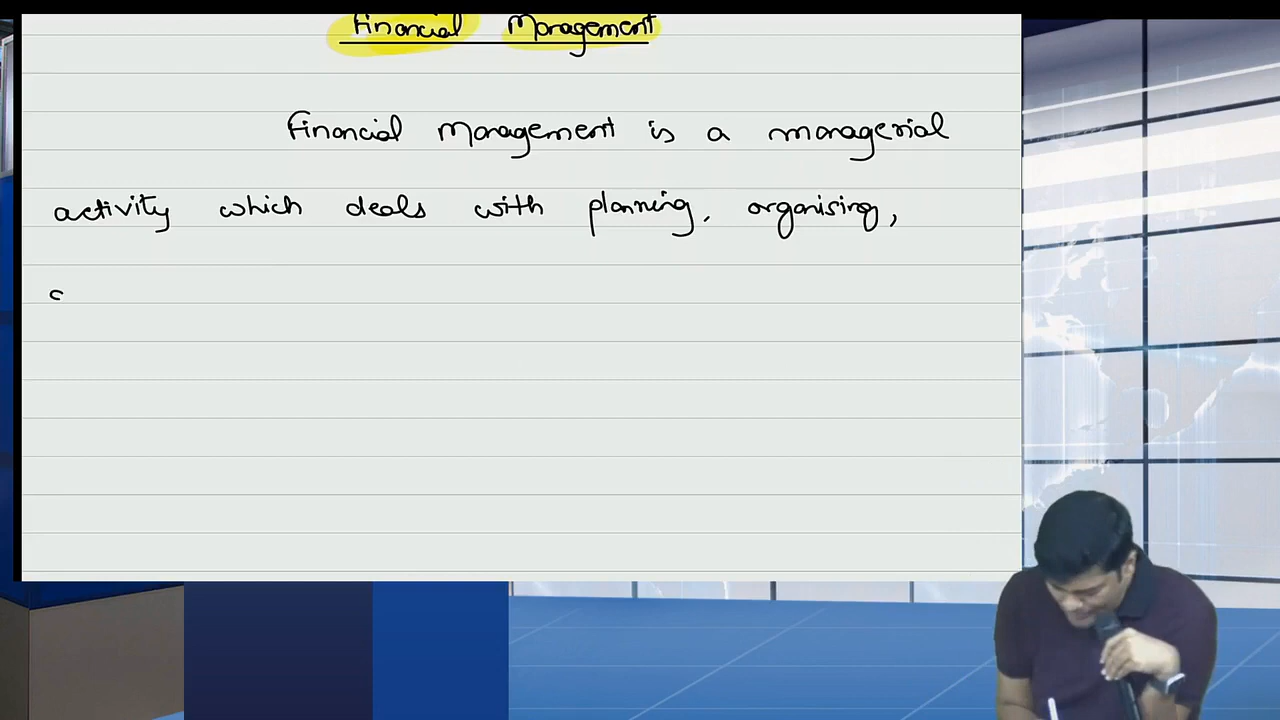 Financial Management
Financial Management is a managerial
activity which deals with planning, organising,